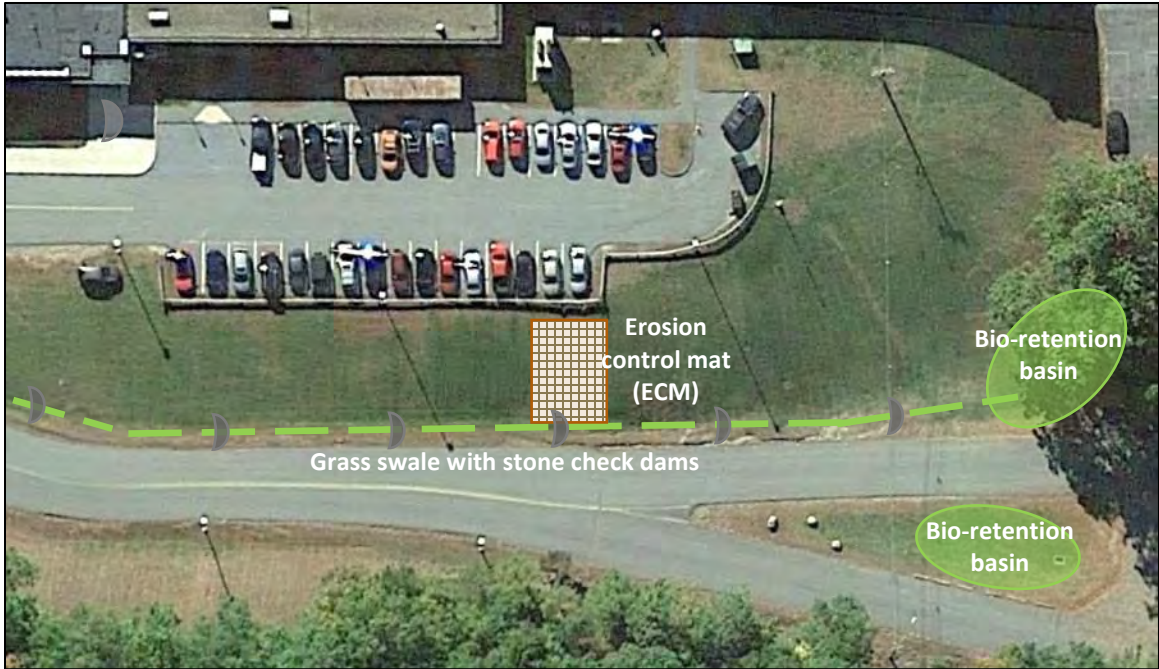 Erosion
control mat
(ECM)
Bio-retention
basin
Grass swale with stone check dams
Bio-retention
basin